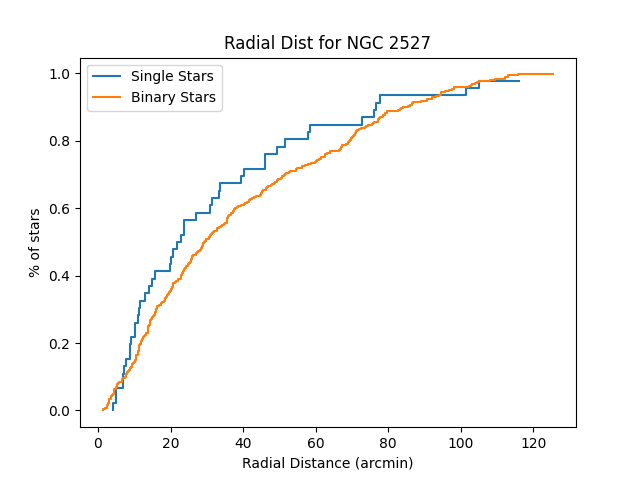 Radial Dist for NGC 2527
Single Stars
Binary Stars
% of stars
1.0
0.8
0.6
0.4
0.2
0.0
0 20 40 60 80 100 120
Radial Distance (arcmin)